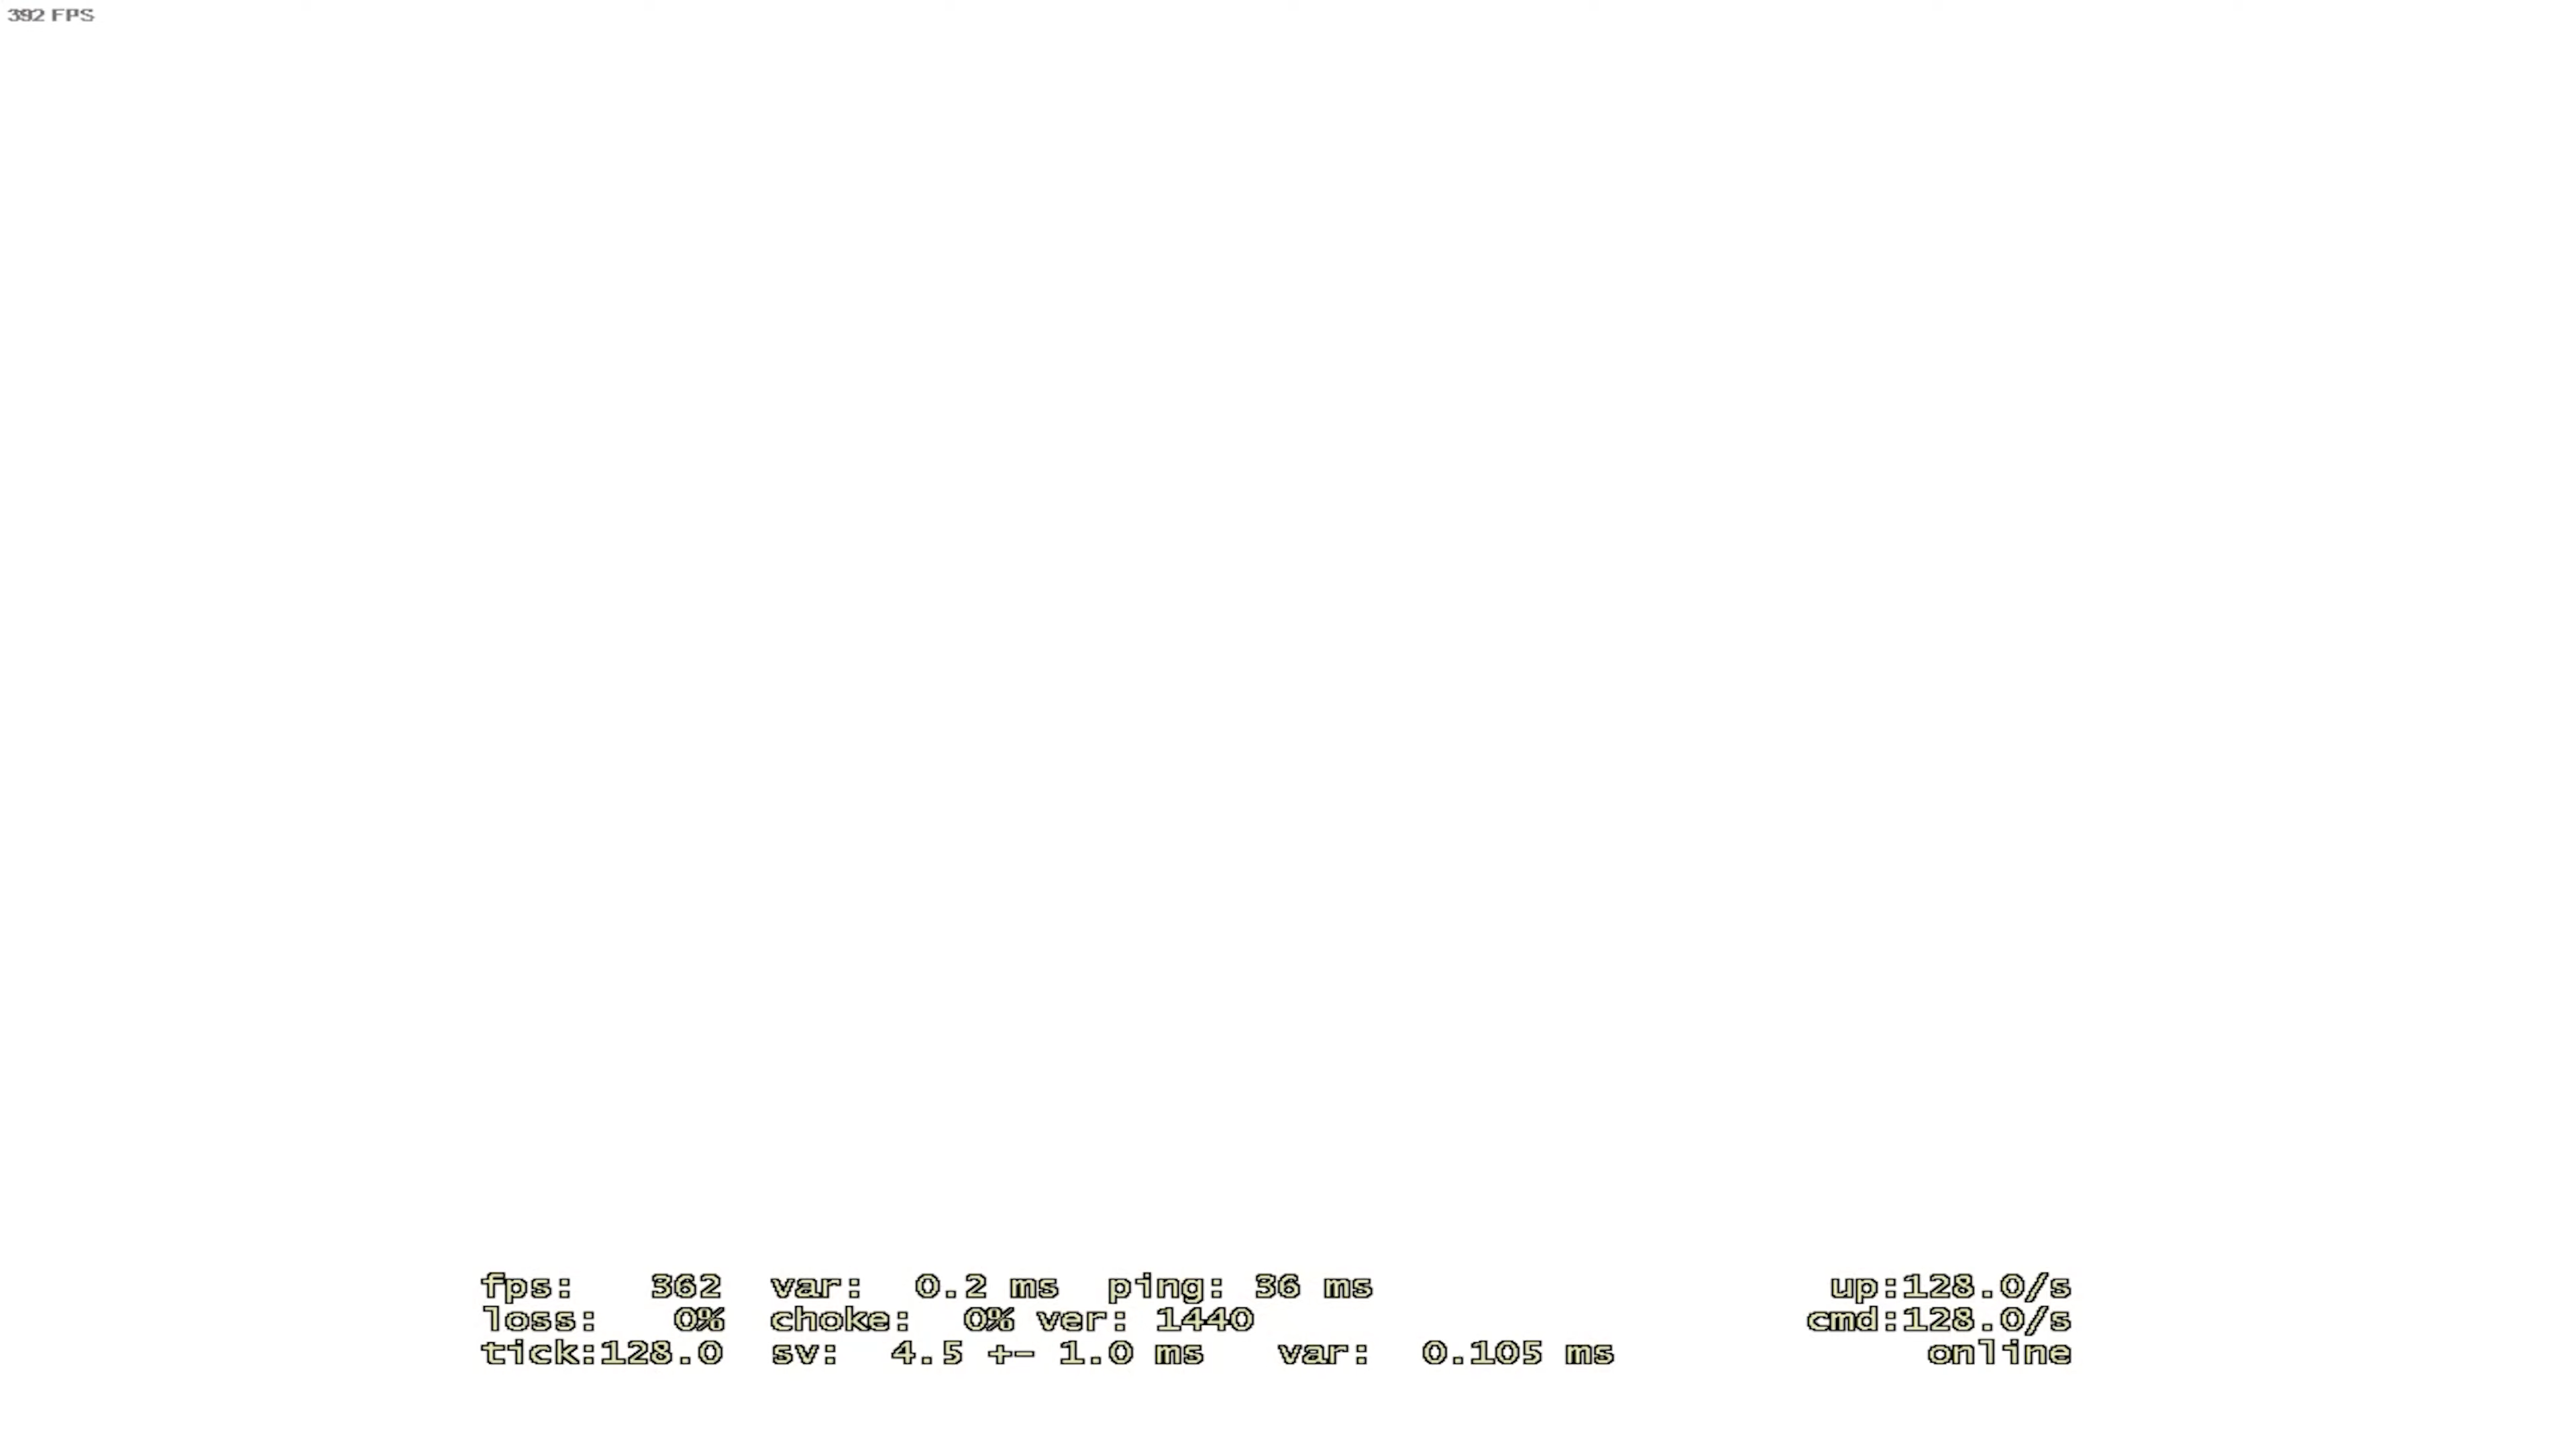 392 FPS
fps: 362 var: 0.2 ms ping: 36 ms up:128.0/s
loss: 0% choke: 0% ver: 1440 cmd:128.0/s
tick:128.0 sv: 4.5 +- 1.0 ms var: 0.105 ms online